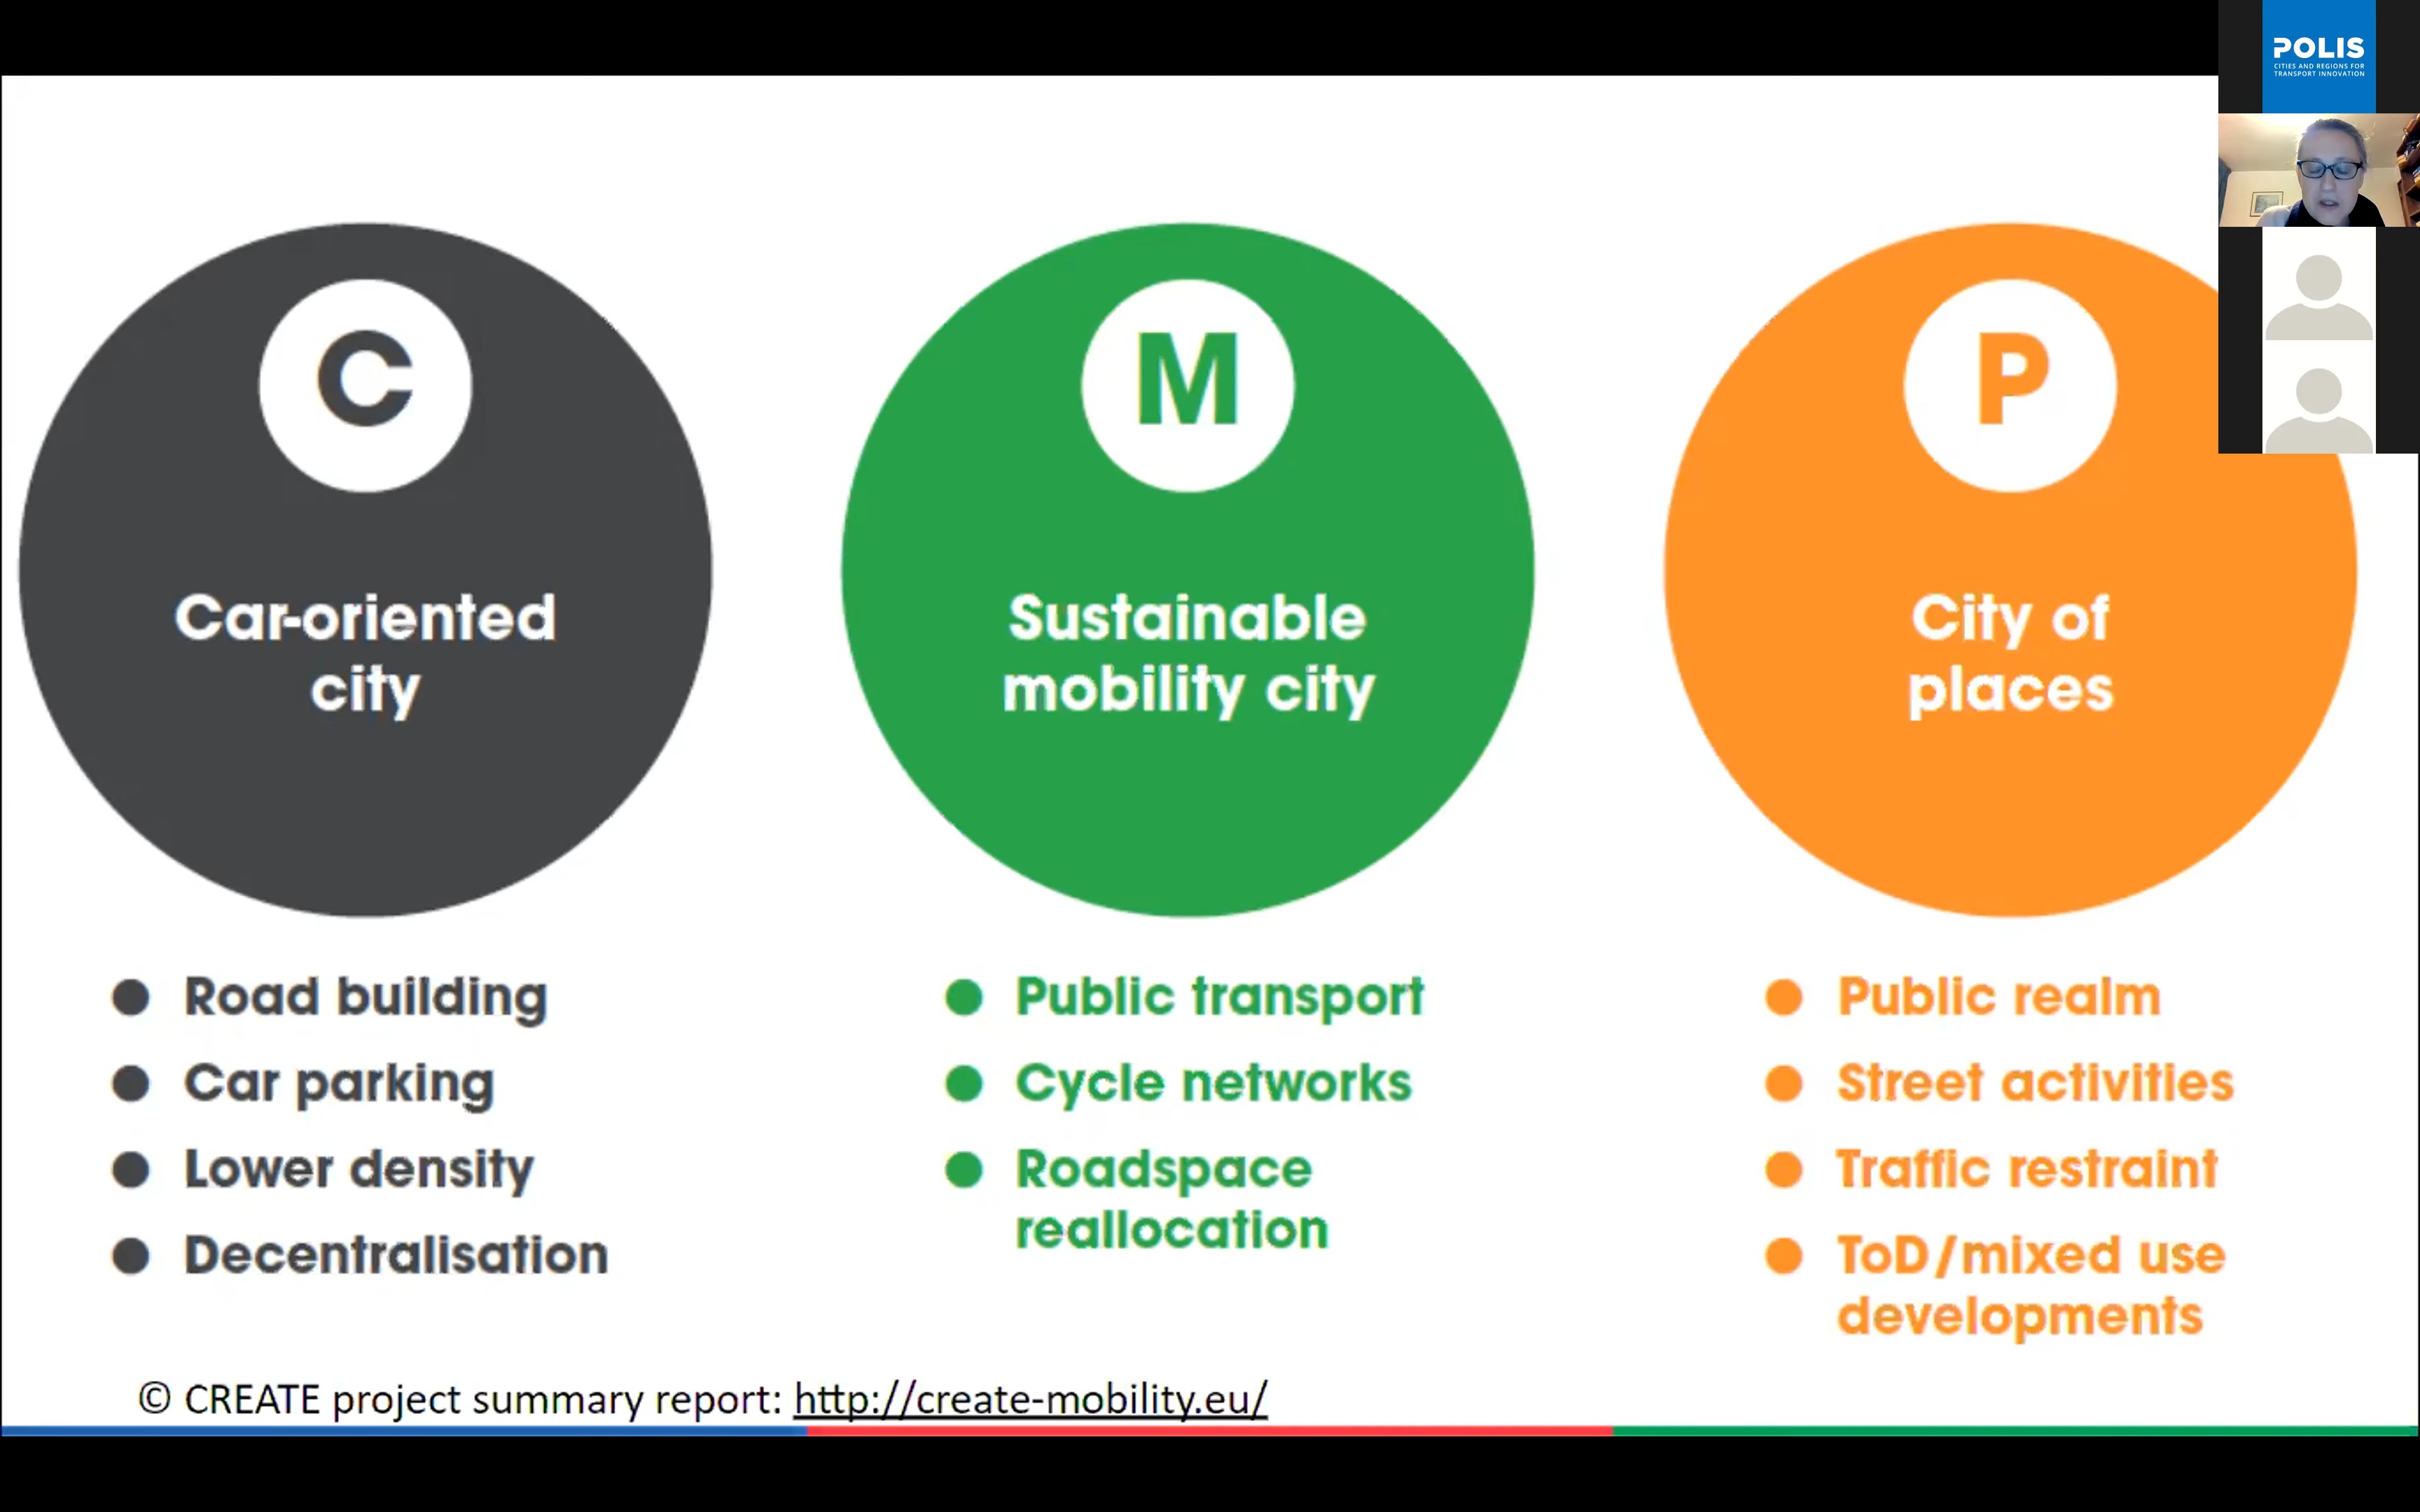 POLIS
CITIES AND REGIONS FOR
TRANSPORT INNOVATION
C
Car-oriented
city
Road building
Car parking
Lower density
Decentralisation
M
Sustainable
mobility city
Public transport
Cycle networks
Roadspace
reallocation
P
City of
places
Public realm
Street activities
Traffic restraint
ToD/mixed use
developments
© CREATE project summary report: http://create-mobility.eu/